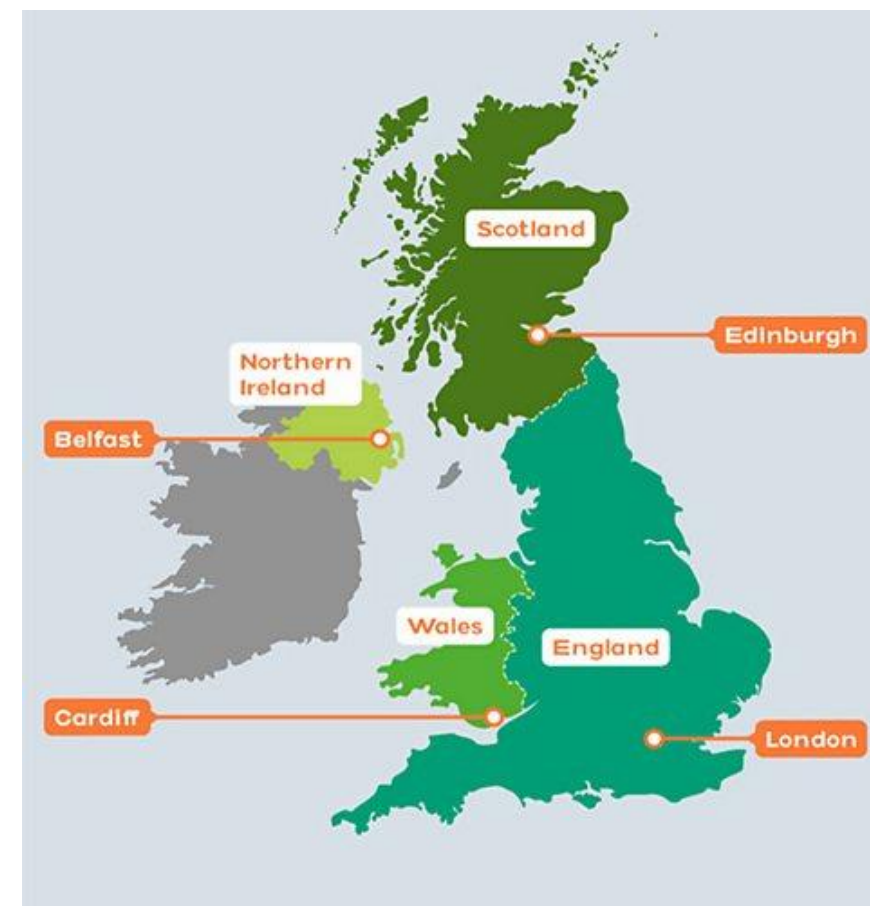 Scotland
Edinburgh
Northern
Ireland
Belfast
Wales
England
Cardiff
London